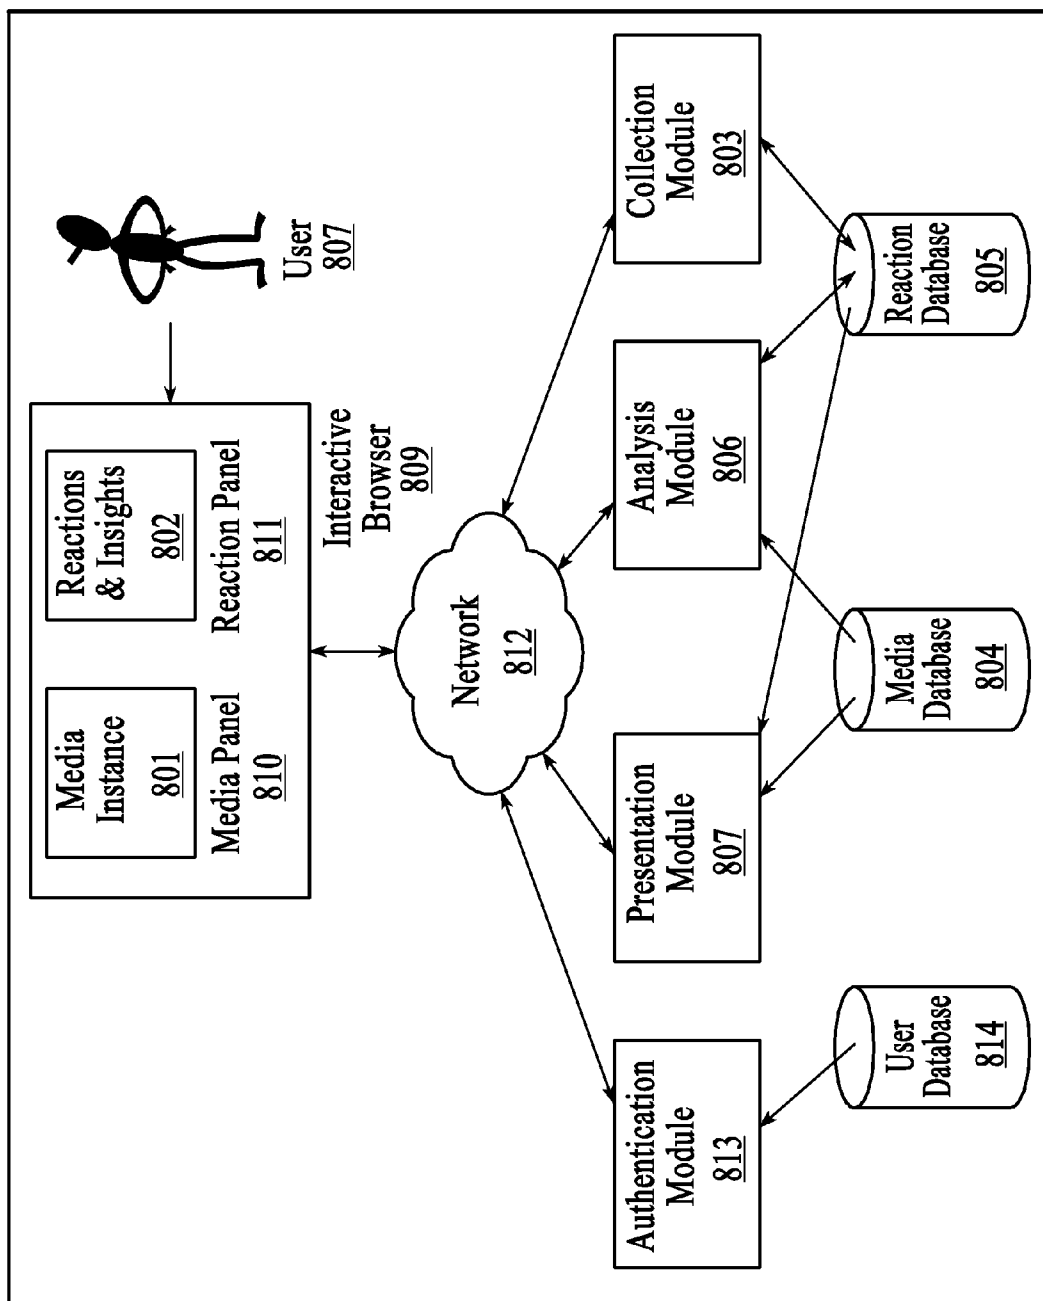 Media
Instance
801
Media Panel
810
Reactions
& Insights
802
Reaction Panel
811
User
807
Interactive
Browser
809
Network
812
Authentication
Module
813
Presentation
Module
807
Analysis
Module
806
Collection
Module
803
User
Database
814
Media
Database
804
Reaction
Database
805